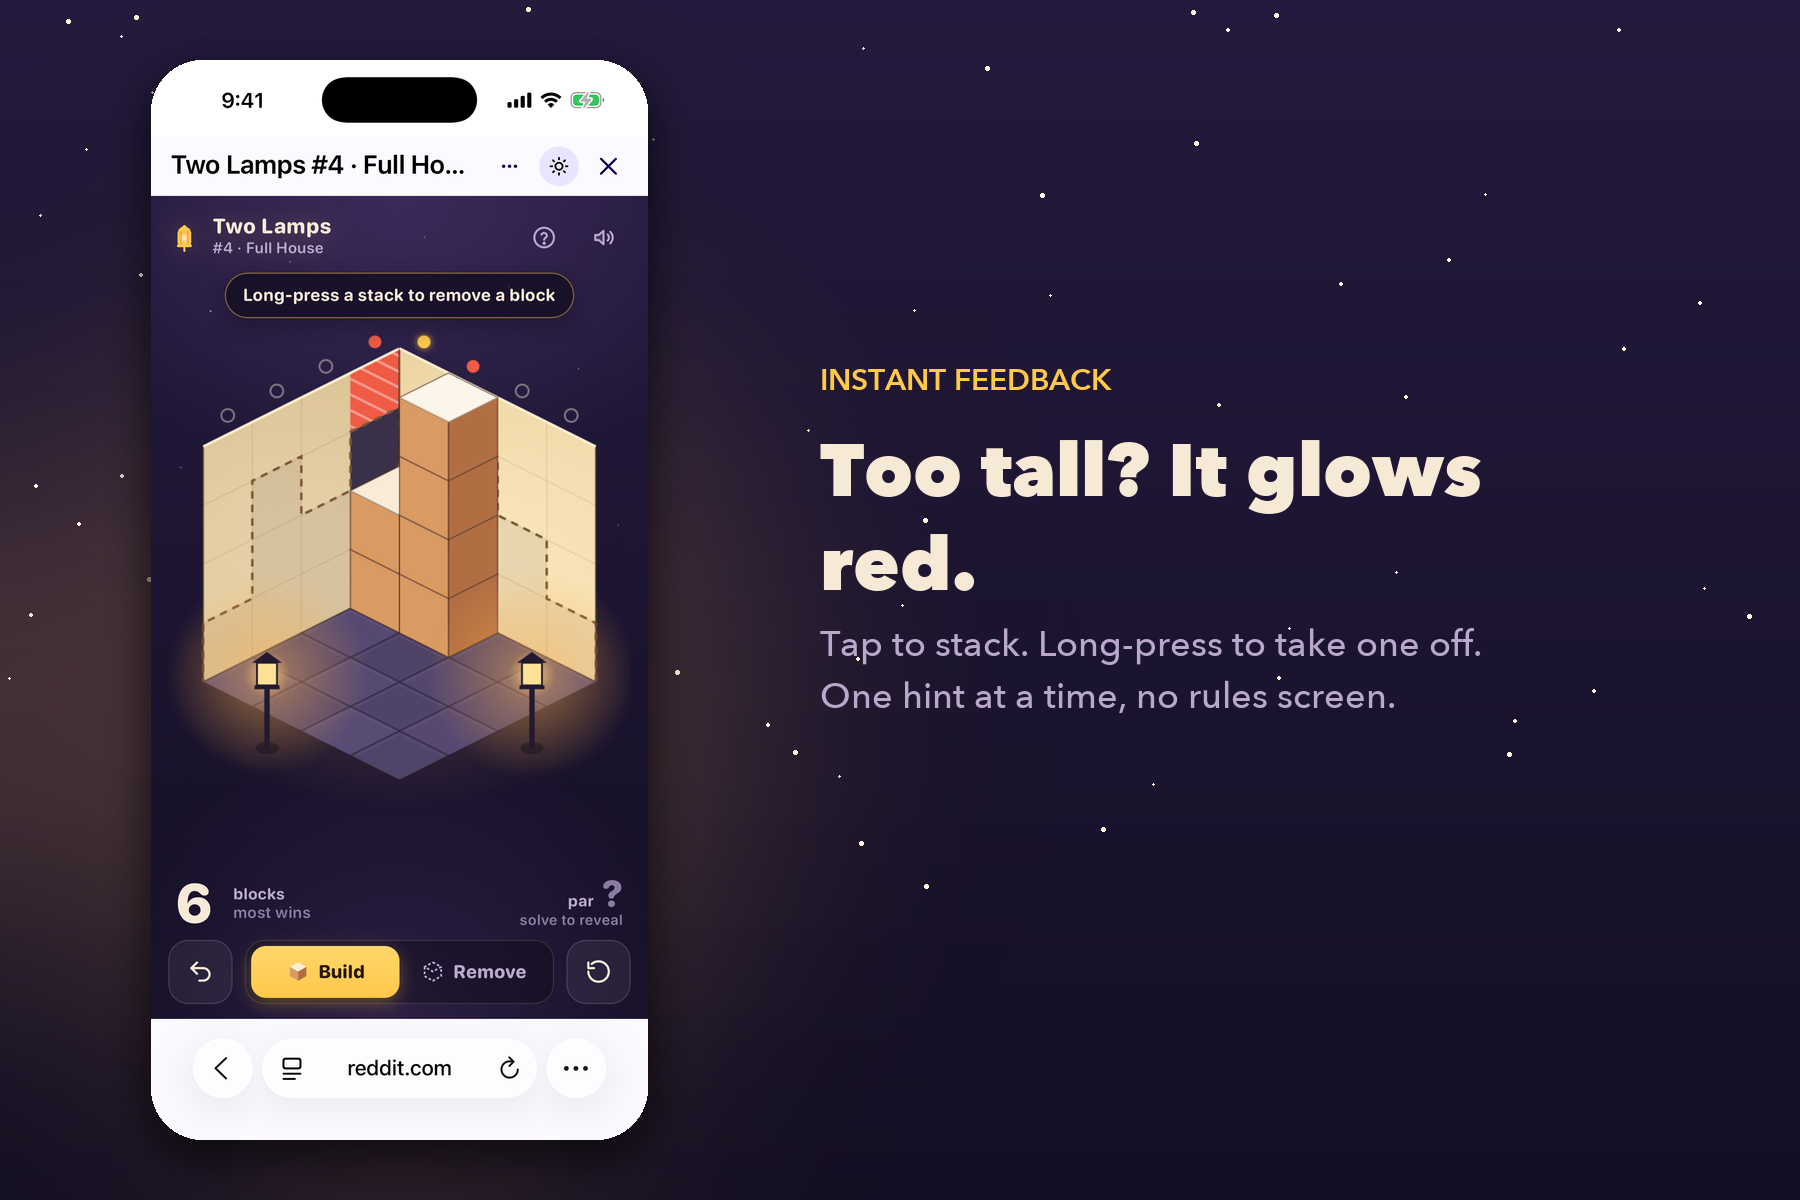 9:41
Two Lamps #4 · Full Ho...
Two Lamps
#4 · Full House
Long-press a stack to remove a block
6
blocks
most wins
par ?
solve to reveal
Build
Remove
reddit.com
INSTANT FEEDBACK
Too tall? It glows
red.
Tap to stack. Long-press to take one off.
One hint at a time, no rules screen.